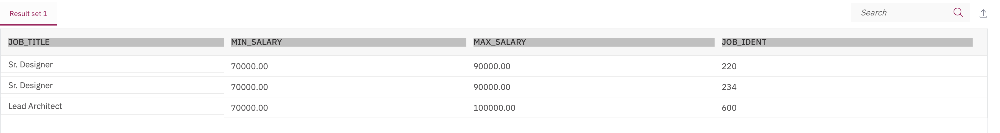 Result set 1
Search
JOB_TITLE MIN_SALARY MAX_SALARY JOB_IDENT
Sr. Designer 70000.00 90000.00 220
Sr. Designer 70000.00 90000.00 234
Lead Architect 70000.00 100000.00 600